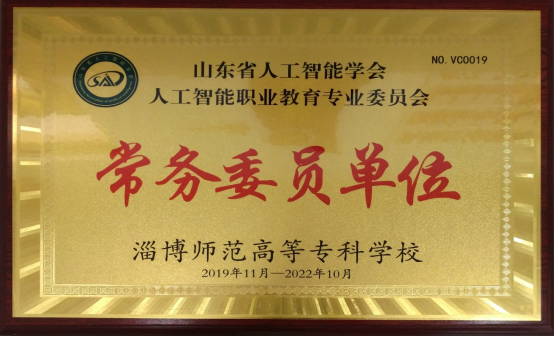 NO. VC0019
山东省人工智能学会
人工智能职业教育专业委员会
常务委员单位
淄博师范高等专科学校
2019年11月—2022年10月